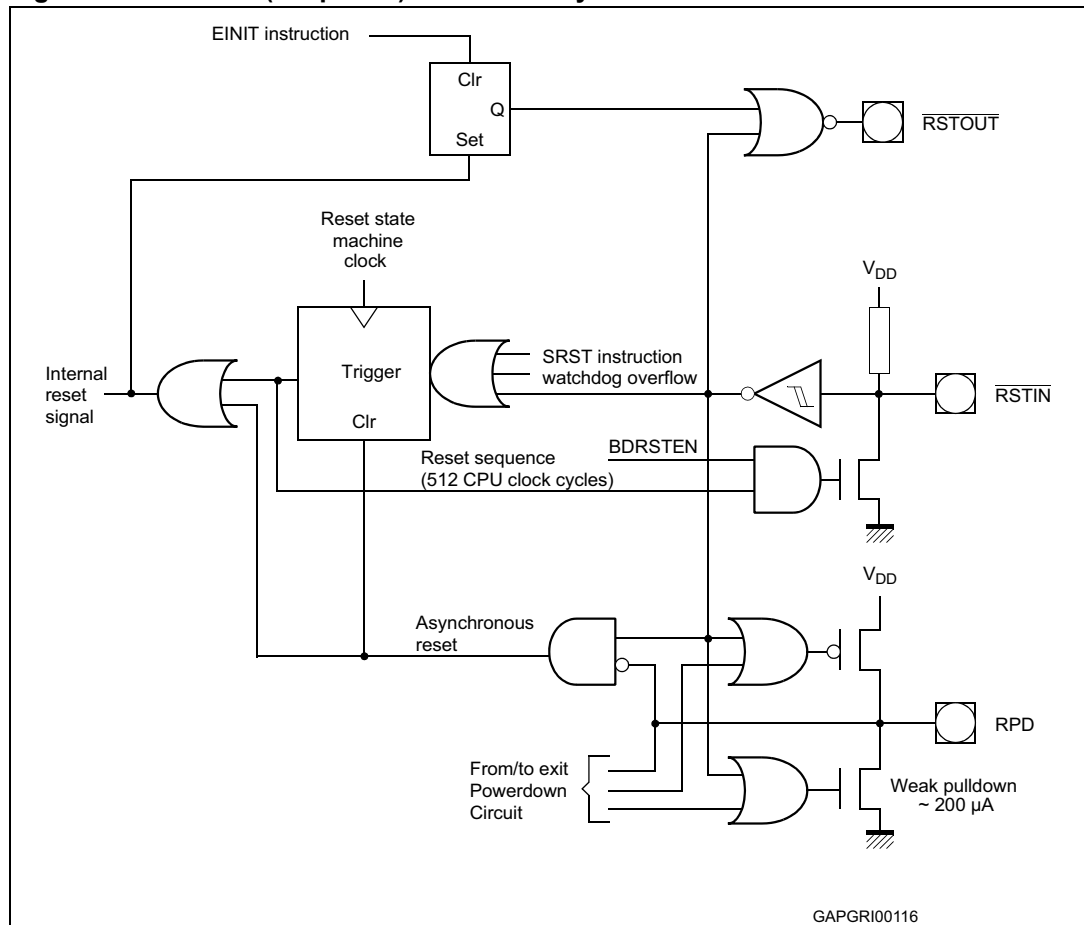 EINIT instruction
Clr
Q
Set
RSTOUT
Reset state
machine
clock
VDD
Internal
reset
signal
Trigger
Clr
SRST instruction
watchdog overflow
RSTIN
BDRSTEN
Reset sequence
(512 CPU clock cycles)
VDD
Asynchronous
reset
RPD
From/to exit
Powerdown
Circuit
Weak pulldown
~ 200 µA
GAPGRI00116